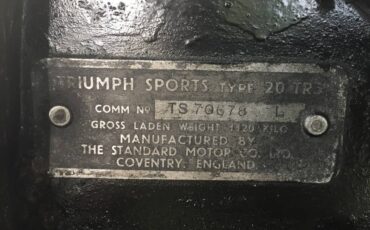 TRIUMPH SPORTS TYPE 20 TR3
COMM Nº TS 70678 L
GROSS LADEN WEIGHT 1120 KILO
MANUFACTURED BY
THE STANDARD MOTOR CO. LTD.
COVENTRY, ENGLAND